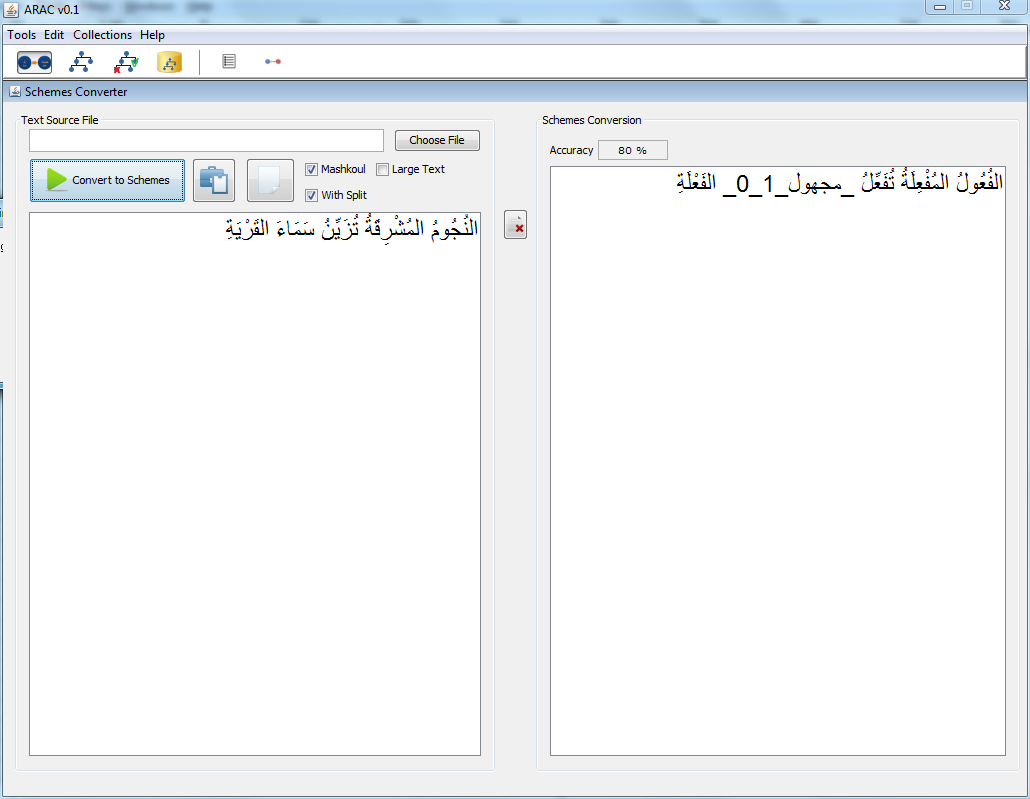 ARAC v0.1
Tools Edit Collections Help
Schemes Converter
Text Source File
Choose File
Convert to Schemes
Mashkoul
Large Text
With Split
النُجُومُ المُشْرِقَةُ تُزَيِّنُ سَمَاءَ القَرْيَةِ
Schemes Conversion
Accuracy 80 %
الفُعُولُ المُفْعِلَةُ تُفَعِّلُ _مجهول_1_0_ الفَعْلَةِ